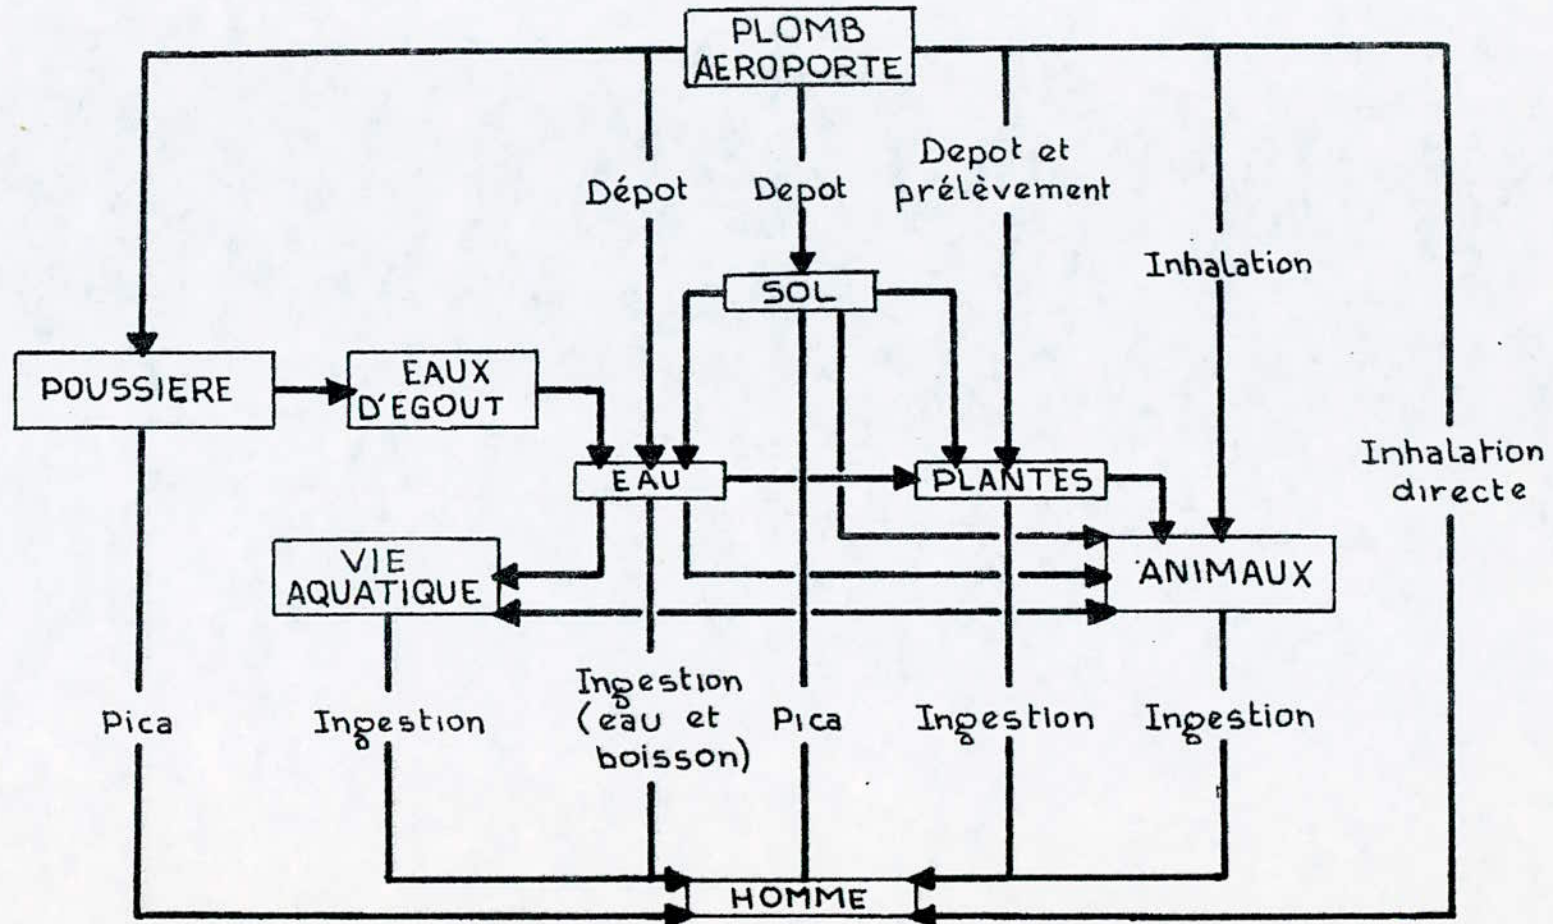 PLOMB
AEROPORTE
Dépot
Depot
Depot et
prélèvement
Inhalation
SOL
POUSSIERE
EAUX
D'EGOUT
Inhalation
directe
EAU
PLANTES
VIE
AQUATIQUE
ANIMAUX
Pica
Ingestion
Ingestion
(eau et
boisson)
Pica
Ingestion
Ingestion
HOMME